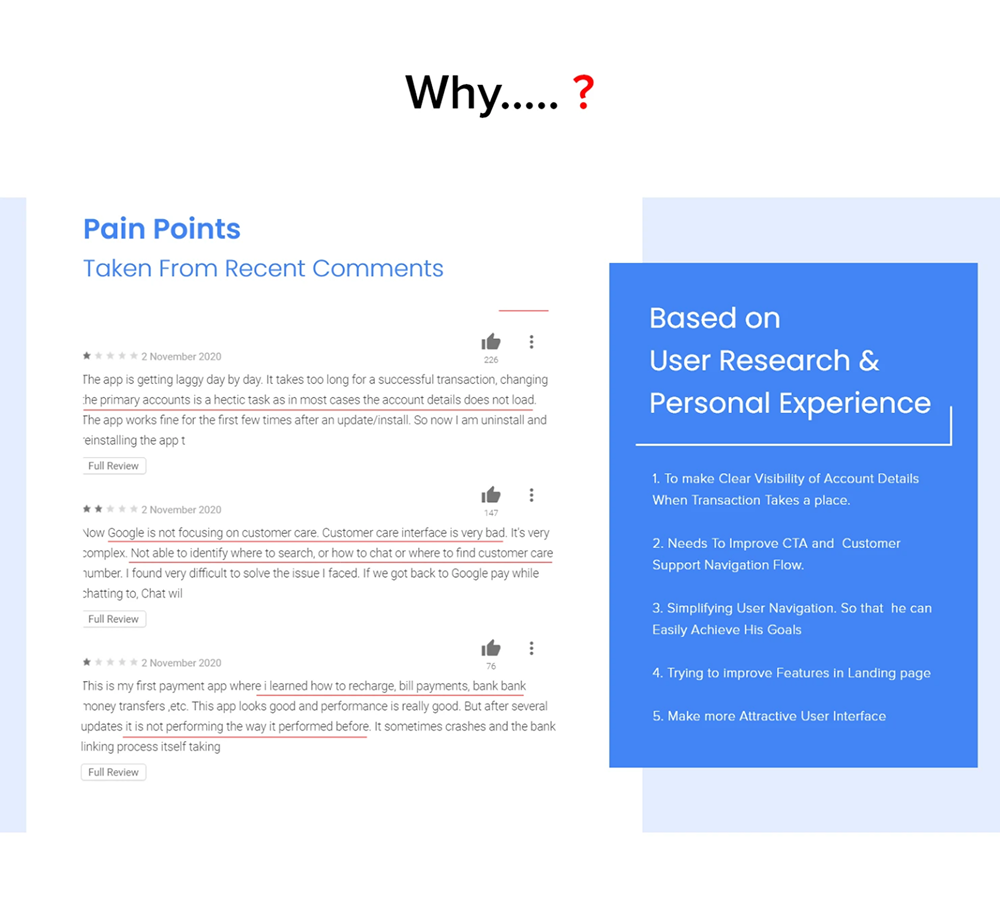 Why..... ?
Pain Points
Taken From Recent Comments
2 November 2020
226
The app is getting laggy day by day. It takes too long for a successful transaction, changing
the primary accounts is a hectic task as in most cases the account details does not load.
The app works fine for the first few times after an update/install. So now I am uninstall and
reinstalling the app t
Full Review
2 November 2020
147
Now Google is not focusing on customer care. Customer care interface is very bad. It's very
complex. Not able to identify where to search, or how to chat or where to find customer care
number. I found very difficult to solve the issue I faced. If we got back to Google pay while
chatting to, Chat wil
Full Review
2 November 2020
76
This is my first payment app where i learned how to recharge, bill payments, bank bank
money transfers ,etc. This app looks good and performance is really good. But after several
updates it is not performing the way it performed before. It sometimes crashes and the bank
linking process itself taking
Full Review
Based on
User Research &
Personal Experience
1. To make Clear Visibility of Account Details
When Transaction Takes a place.
2. Needs To Improve CTA and Customer
Support Navigation Flow.
3. Simplifying User Navigation. So that he can
Easily Achieve His Goals
4. Trying to improve Features in Landing page
5. Make more Attractive User Interface